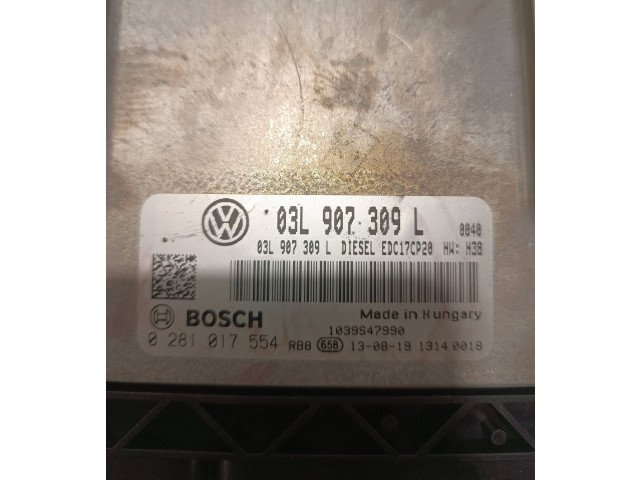 03L 907 309 L 0040
03L 907 309 L DIESEL EDC17CP20 HW: H38
Made in Hungary
BOSCH 1039S47990
0 281 017 554 RB8 658 13-08-19 1314 0018